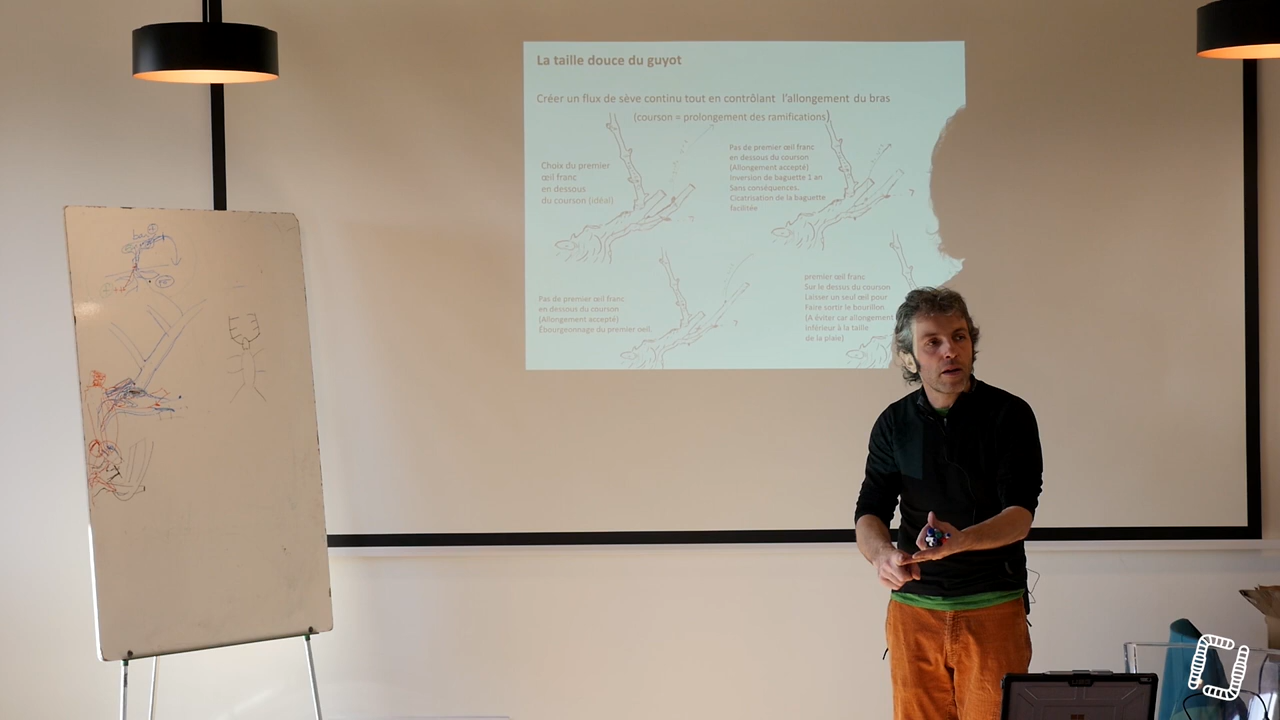 La taille douce du guyot
Créer un flux de sève continu tout en contrôlant l'allongement du bras
(courson = prolongement des ramifications)
Choix du premier
œil franc
en dessous
du courson (idéal)
Pas de premier œil franc
en dessous du courson
(Allongement accepté)
Inversion de baguette 1 an
Sans conséquences.
Cicatrisation de la baguette
facilitée
Pas de premier œil franc
en dessous du courson
(Allongement accepté)
Ébourgeonnage du premier œil.
premier œil franc
Sur le dessus du courson
Laisser un seul œil pour
Faire sortir le bourillon
(A éviter car allongement
Inférieur à la taille
de la plaie)